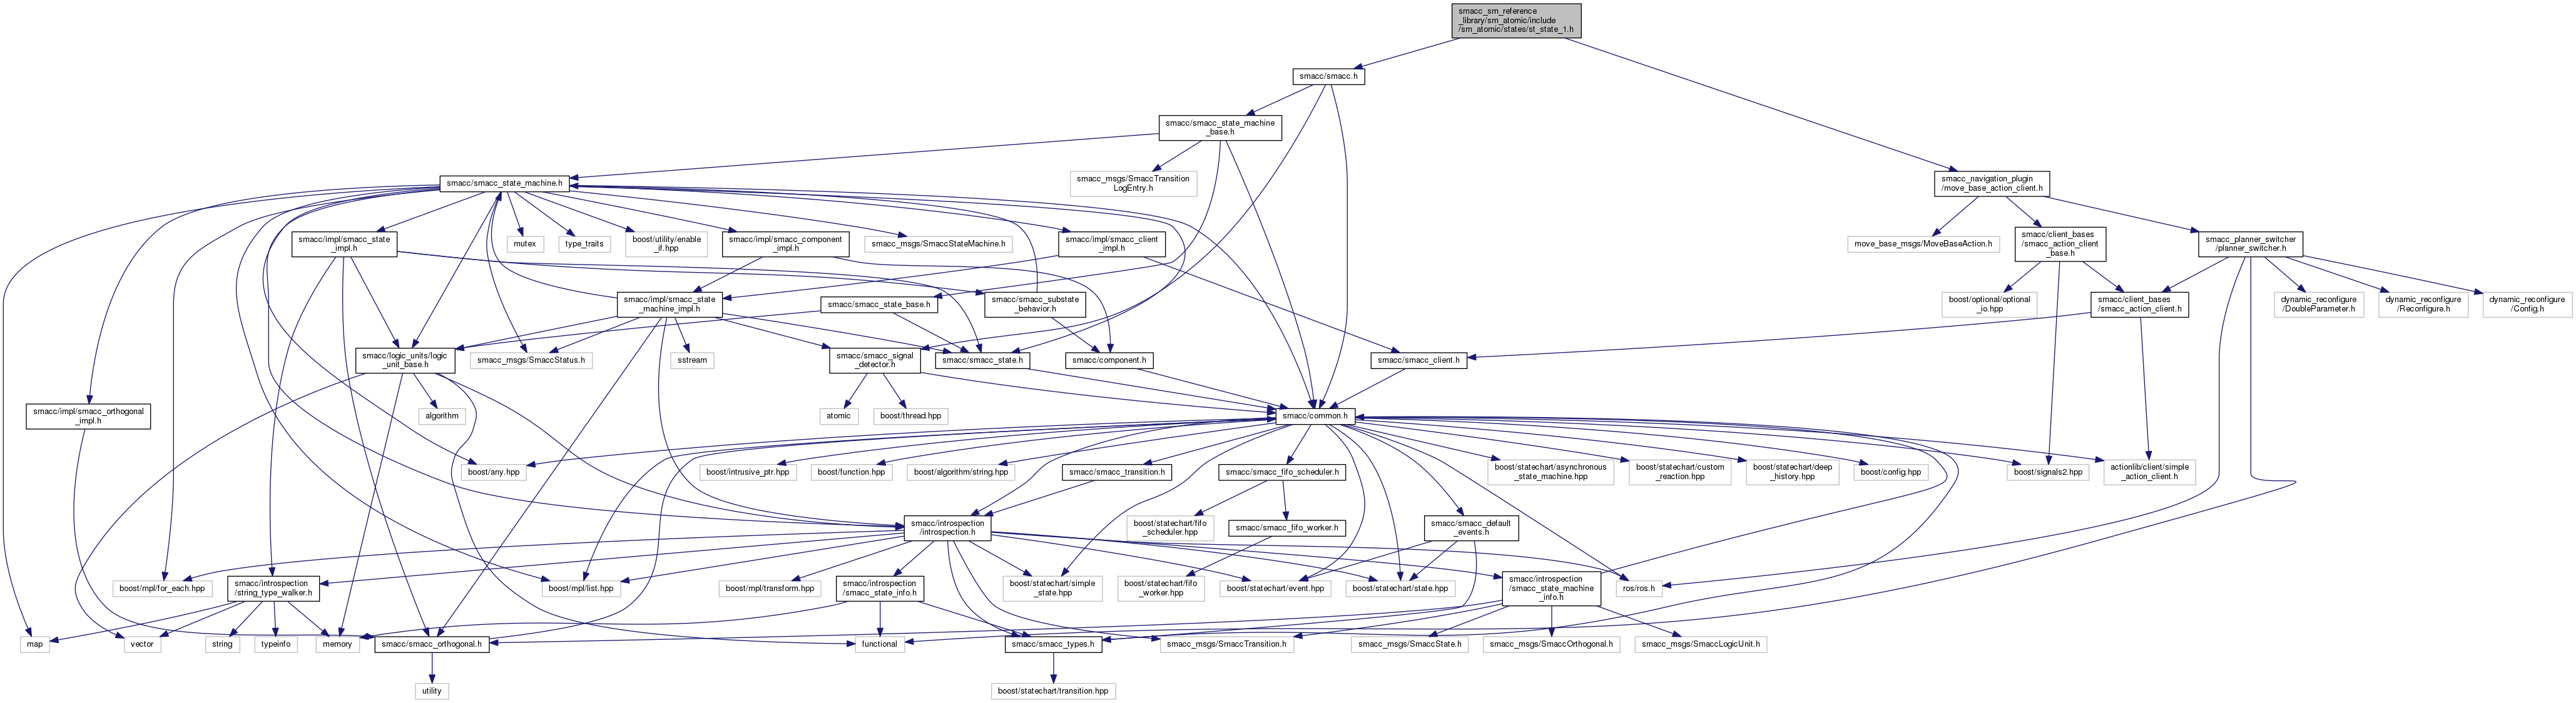 smacc_sm_reference
_library/sm_atomic/include
/sm_atomic/states/st_state_1.h
smacc/smacc.h
smacc/smacc_state_machine
_base.h
smacc/smacc_state_machine.h
smacc_msgs/SmaccTransition
LogEntry.h
smacc_navigation_plugin
/move_base_action_client.h
smacc/impl/smacc_state
_impl.h
mutex
type_traits
boost/utility/enable
_if.hpp
smacc/impl/smacc_component
_impl.h
smacc_msgs/SmaccStateMachine.h
smacc/impl/smacc_client
_impl.h
move_base_msgs/MoveBaseAction.h
smacc/client_bases
/smacc_action_client
_base.h
smacc_planner_switcher
/planner_switcher.h
smacc/impl/smacc_state
_machine_impl.h
smacc/smacc_state_base.h
smacc/smacc_substate
_behavior.h
boost/optional/optional
_io.hpp
smacc/client_bases
/smacc_action_client.h
dynamic_reconfigure
/DoubleParameter.h
dynamic_reconfigure
/Reconfigure.h
dynamic_reconfigure
/Config.h
smacc/logic_units/logic
_unit_base.h
smacc_msgs/SmaccStatus.h
sstream
smacc/smacc_signal
_detector.h
smacc/smacc_state.h
smacc/component.h
smacc/smacc_client.h
smacc/impl/smacc_orthogonal
_impl.h
algorithm
atomic
boost/thread.hpp
smacc/common.h
boost/any.hpp
boost/intrusive_ptr.hpp
boost/function.hpp
boost/algorithm/string.hpp
smacc/smacc_transition.h
smacc/smacc_fifo_scheduler.h
boost/statechart/asynchronous
_state_machine.hpp
boost/statechart/custom
_reaction.hpp
boost/statechart/deep
_history.hpp
boost/config.hpp
boost/signals2.hpp
actionlib/client/simple
_action_client.h
smacc/introspection
/introspection.h
boost/statechart/fifo
_scheduler.hpp
smacc/smacc_fifo_worker.h
smacc/smacc_default
_events.h
boost/mpl/for_each.hpp
smacc/introspection
/string_type_walker.h
boost/mpl/list.hpp
boost/mpl/transform.hpp
smacc/introspection
/smacc_state_info.h
boost/statechart/simple
_state.hpp
boost/statechart/fifo
_worker.hpp
boost/statechart/event.hpp
boost/statechart/state.hpp
smacc/introspection
/smacc_state_machine
_info.h
ros/ros.h
map
vector
string
typeinfo
memory
smacc/smacc_orthogonal.h
functional
smacc/smacc_types.h
smacc_msgs/SmaccTransition.h
smacc_msgs/SmaccState.h
smacc_msgs/SmaccOrthogonal.h
smacc_msgs/SmaccLogicUnit.h
utility
boost/statechart/transition.hpp